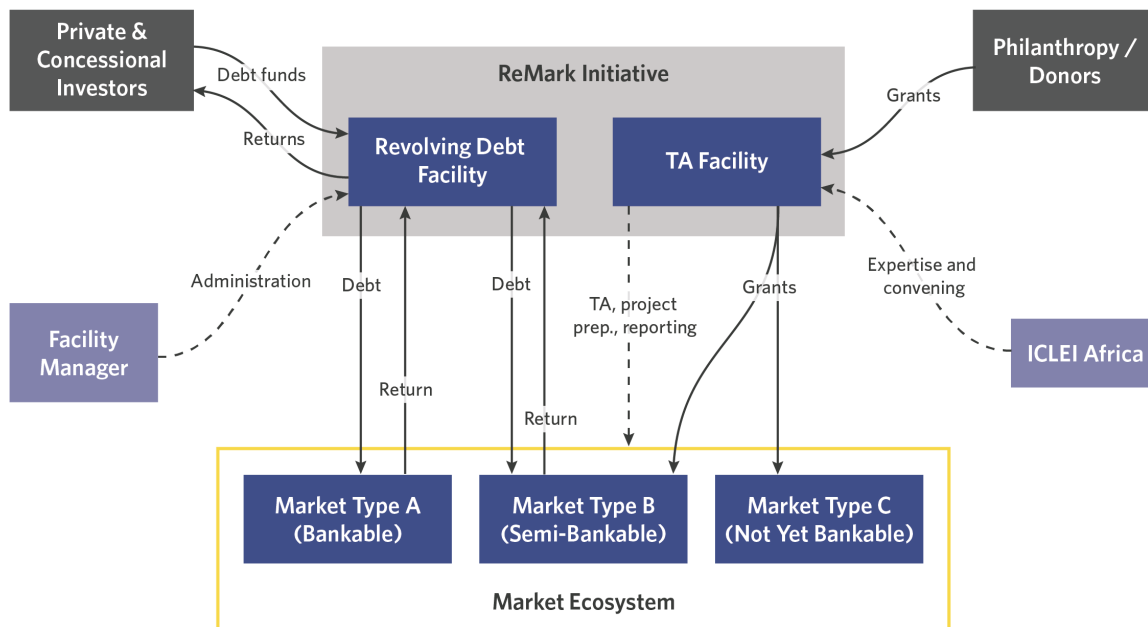 Private &
Concessional
Investors
Debt funds
Returns
ReMark Initiative
Revolving Debt
Facility
TA Facility
Philanthropy /
Donors
Grants
Administration
Facility
Manager
Debt
Return
Debt
Return
TA, project
prep., reporting
Grants
Expertise and
convening
ICLEI Africa
Market Type A
(Bankable)
Market Type B
(Semi-Bankable)
Market Type C
(Not Yet Bankable)
Market Ecosystem